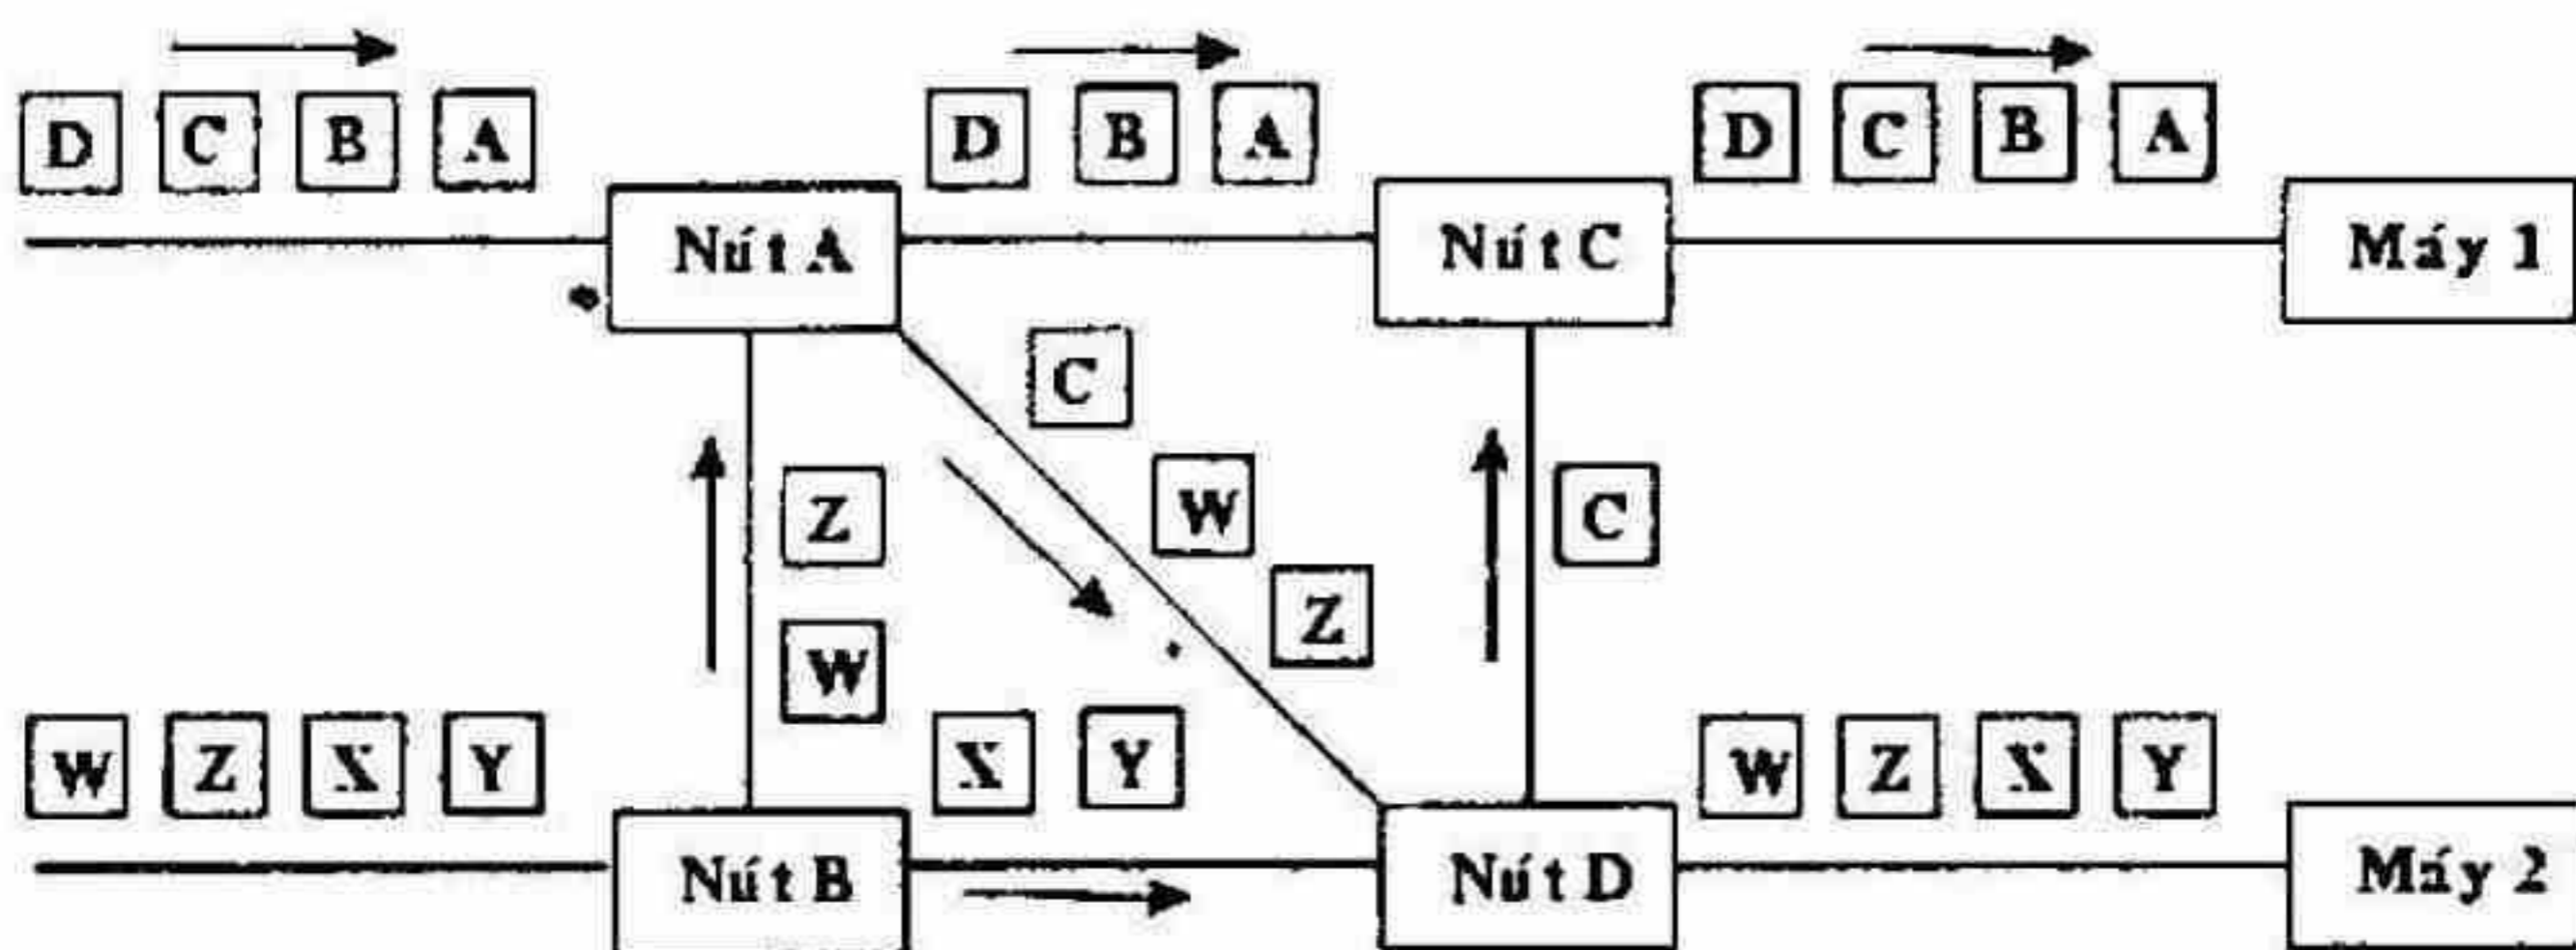 D C B A
D B A
D C B A
Nút A
Nút C
Máy 1
C
W
Z
Z
W
C
W Z X Y
X Y
W Z X Y
Nút B
Nút D
Máy 2